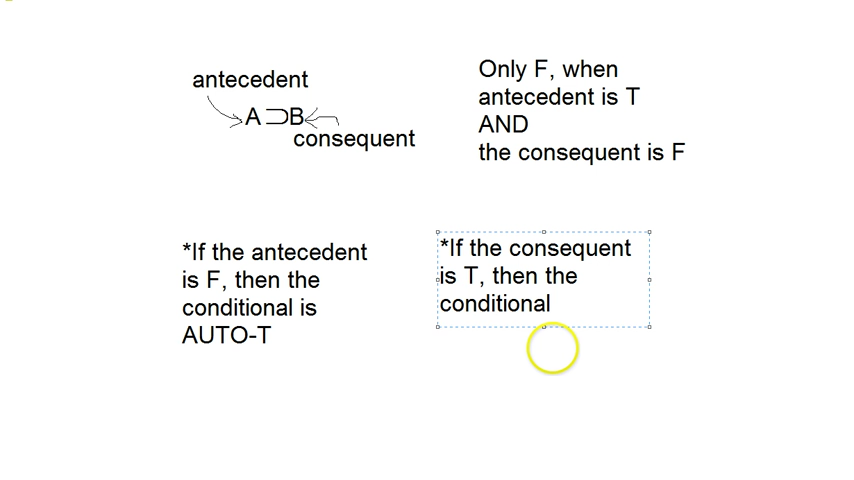 antecedent
A ⊃B
consequent
Only F, when
antecedent is T
AND
the consequent is F
*If the antecedent
is F, then the
conditional is
AUTO-T
*If the consequent
is T, then the
conditional